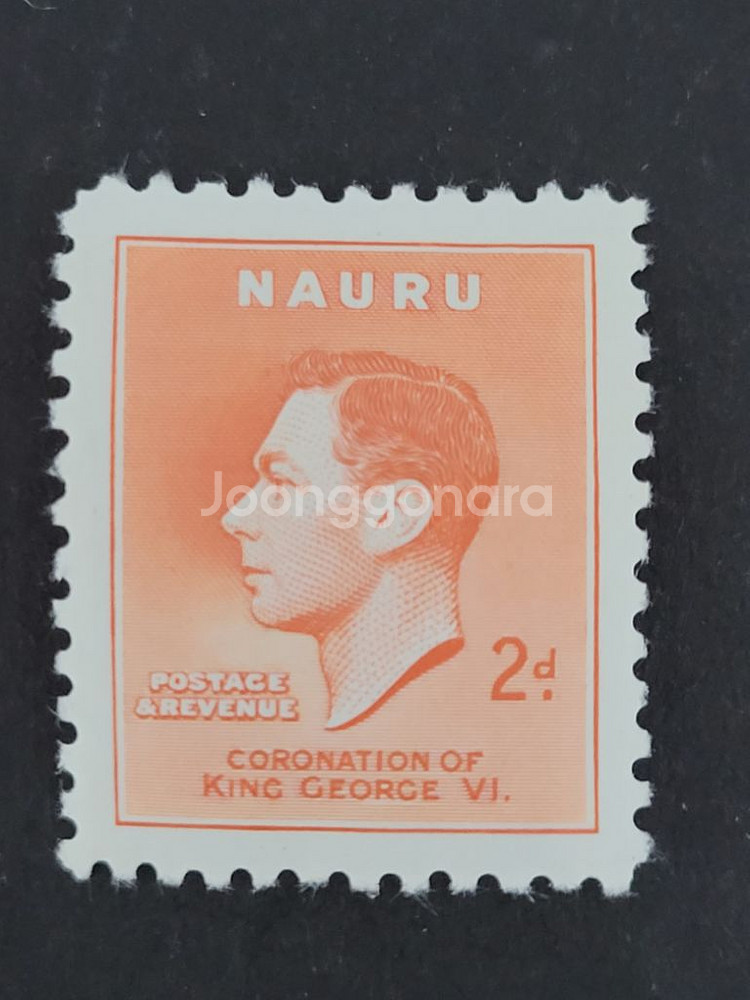 NAURU
Joonggonara
2d.
POSTAGE
& REVENUE
CORONATION OF
KING GEORGE VI.